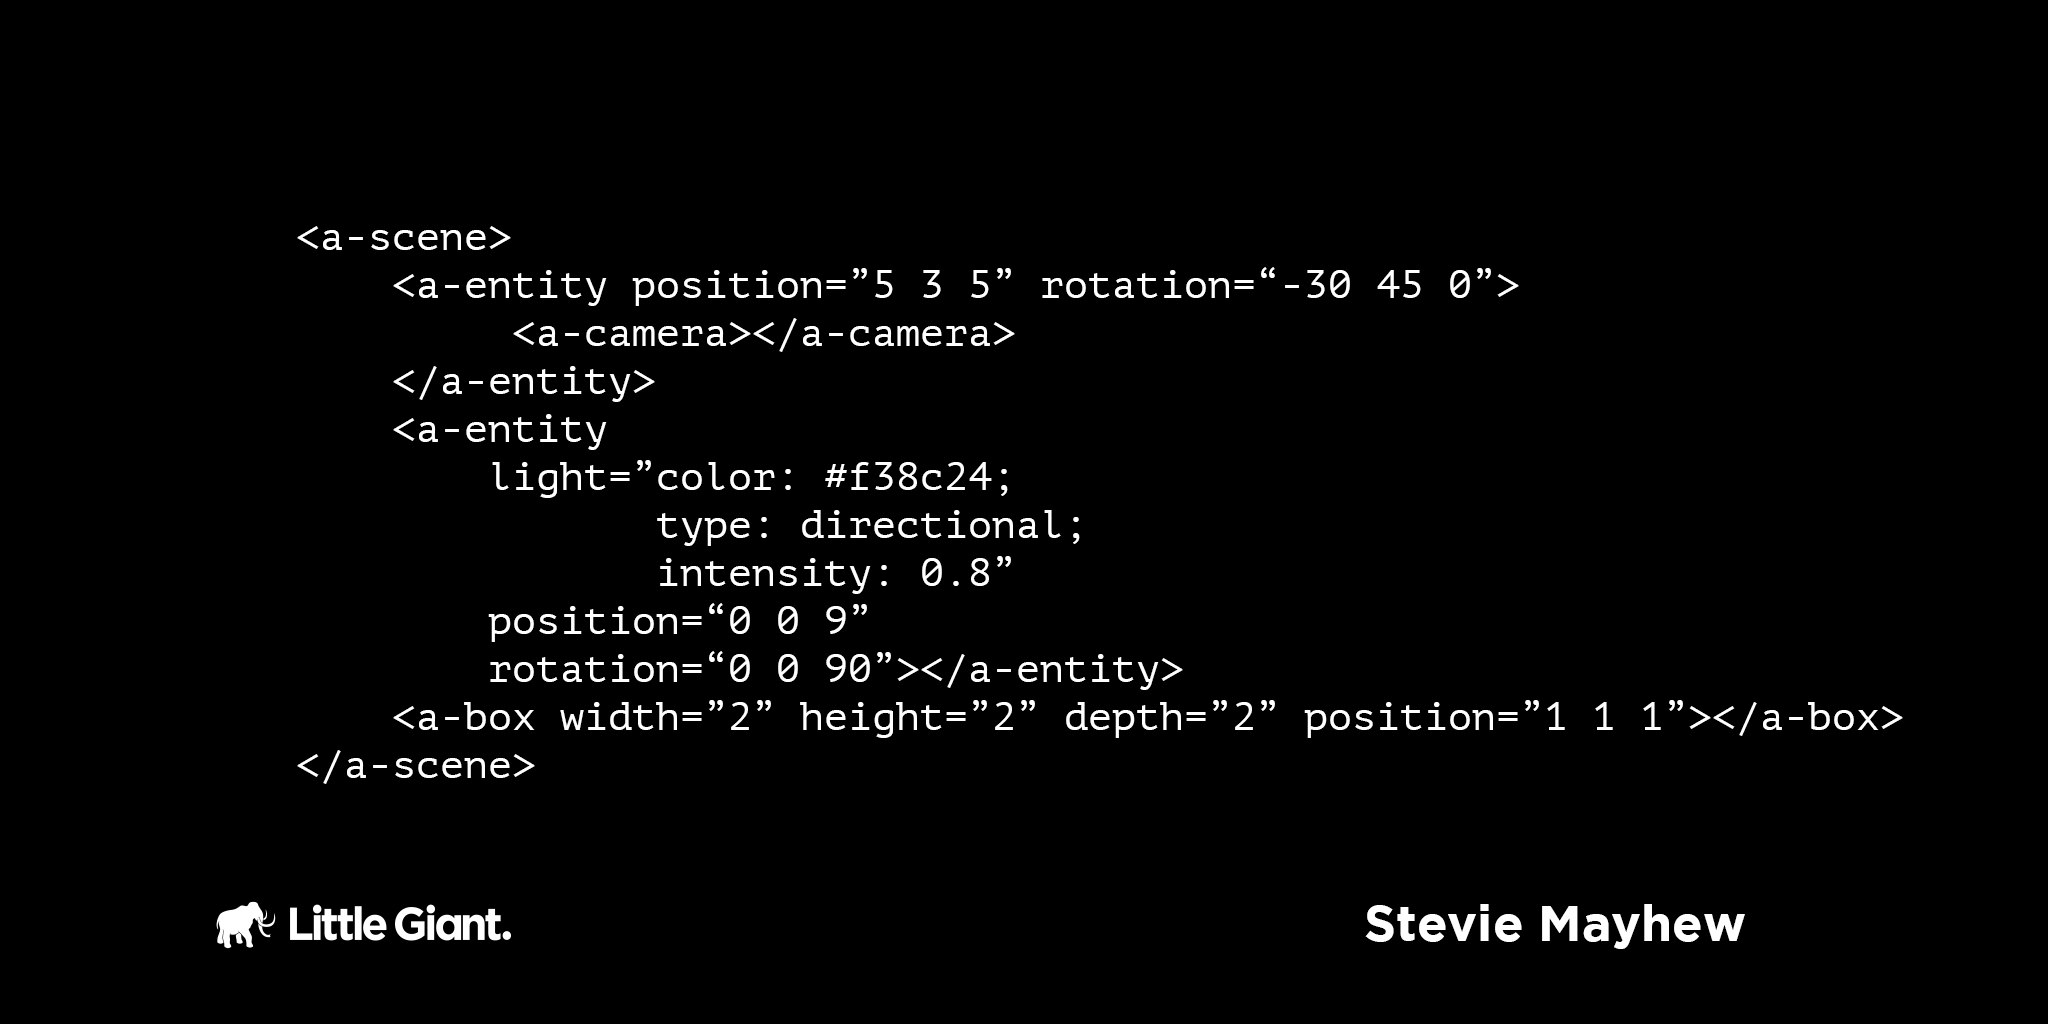 <a-scene>
<a-entity position=”5 3 5” rotation=“-30 45 0”>
<a-camera></a-camera>
</a-entity>
<a-entity
light=”color: #f38c24;
type: directional;
intensity: 0.8”
position=“0 0 9”
rotation=“0 0 90”></a-entity>
<a-box width=”2” height=”2” depth=”2” position=”1 1 1”></a-box>
</a-scene>
Little Giant.
Stevie Mayhew